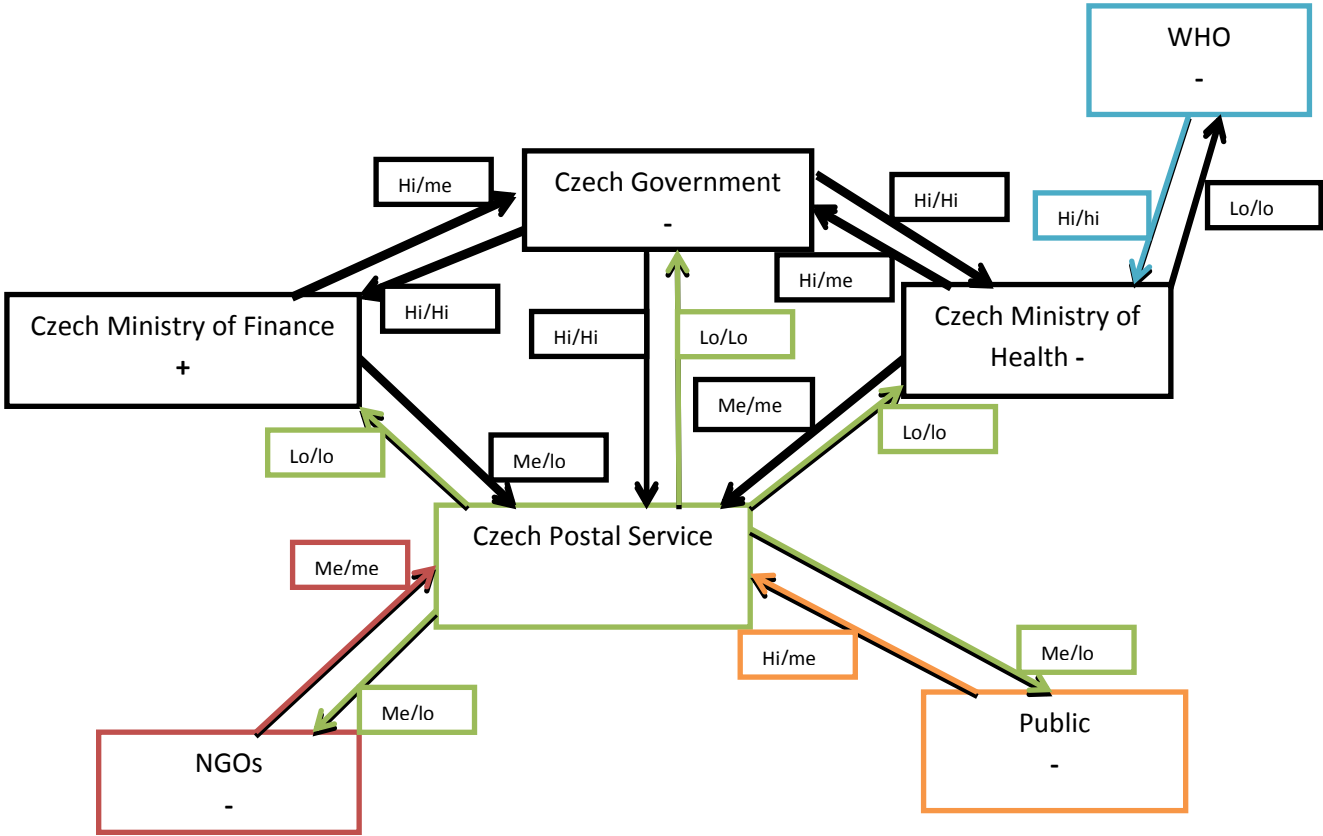 WHO
-
Czech Government
-
Hi/me
Hi/Hi
Hi/hi
Lo/lo
Hi/me
Czech Ministry of Finance
+
Hi/Hi
Hi/Hi
Lo/Lo
Czech Ministry of
Health -
Me/me
Lo/lo
Me/lo
Lo/lo
Czech Postal Service
Me/me
Hi/me
Me/lo
Me/lo
NGOs
-
Public
-